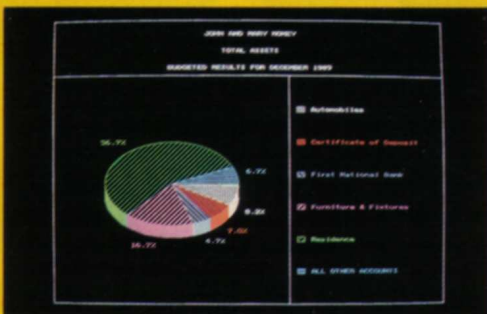 JOHN AND MARY MONEY
TOTAL ASSETS
BUDGETED RESULTS FOR DECEMBER 1989
Automobiles
Certificate of Deposit
First National Bank
Furniture & Fixtures
Residence
ALL OTHER ACCOUNTS
56.7%
6.7%
8.2%
7.0%
4.7%
16.7%